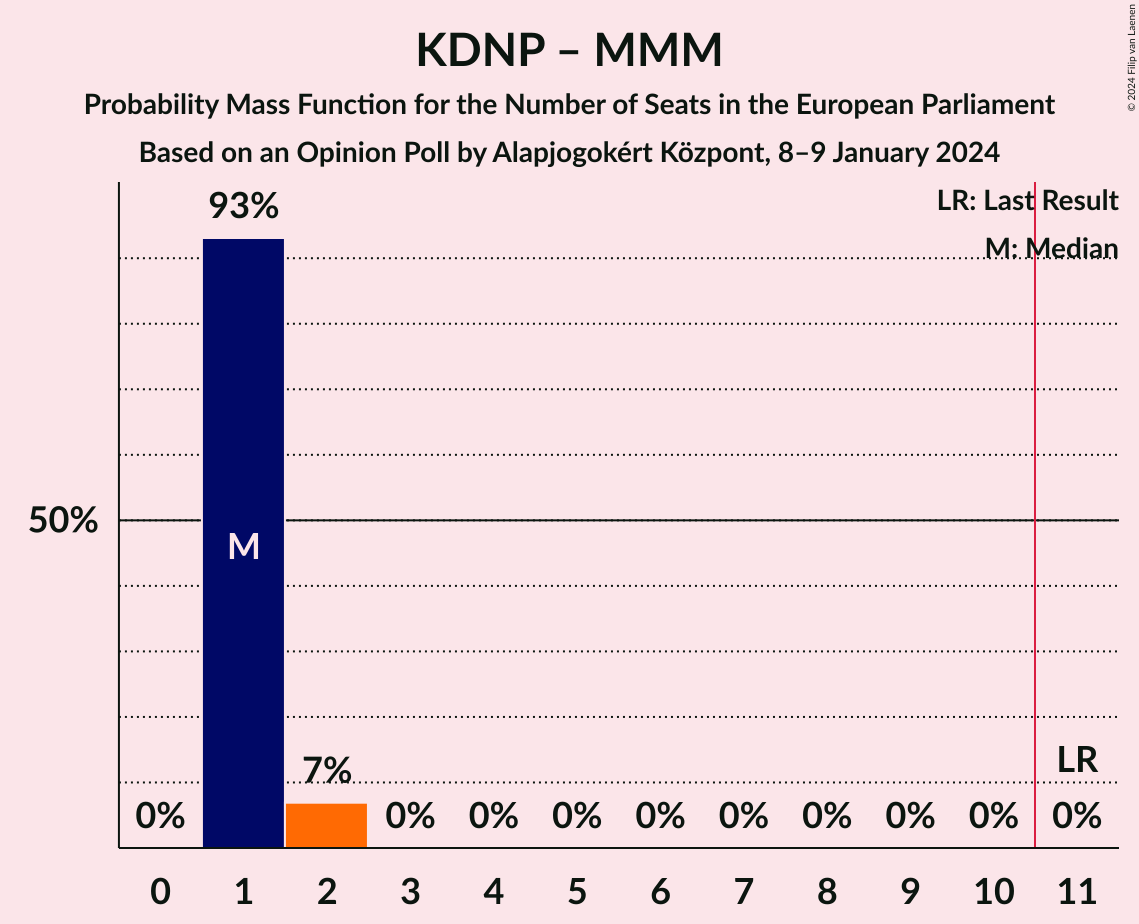 KDNP – MMM
Probability Mass Function for the Number of Seats in the European Parliament
Based on an Opinion Poll by Alapjogokért Központ, 8–9 January 2024
© 2024 Filip van Laenen
LR: Last Result
M: Median
93%
50%
M
7%
LR
0% 0% 0% 0% 0% 0% 0% 0% 0% 0%
0 1 2 3 4 5 6 7 8 9 10 11